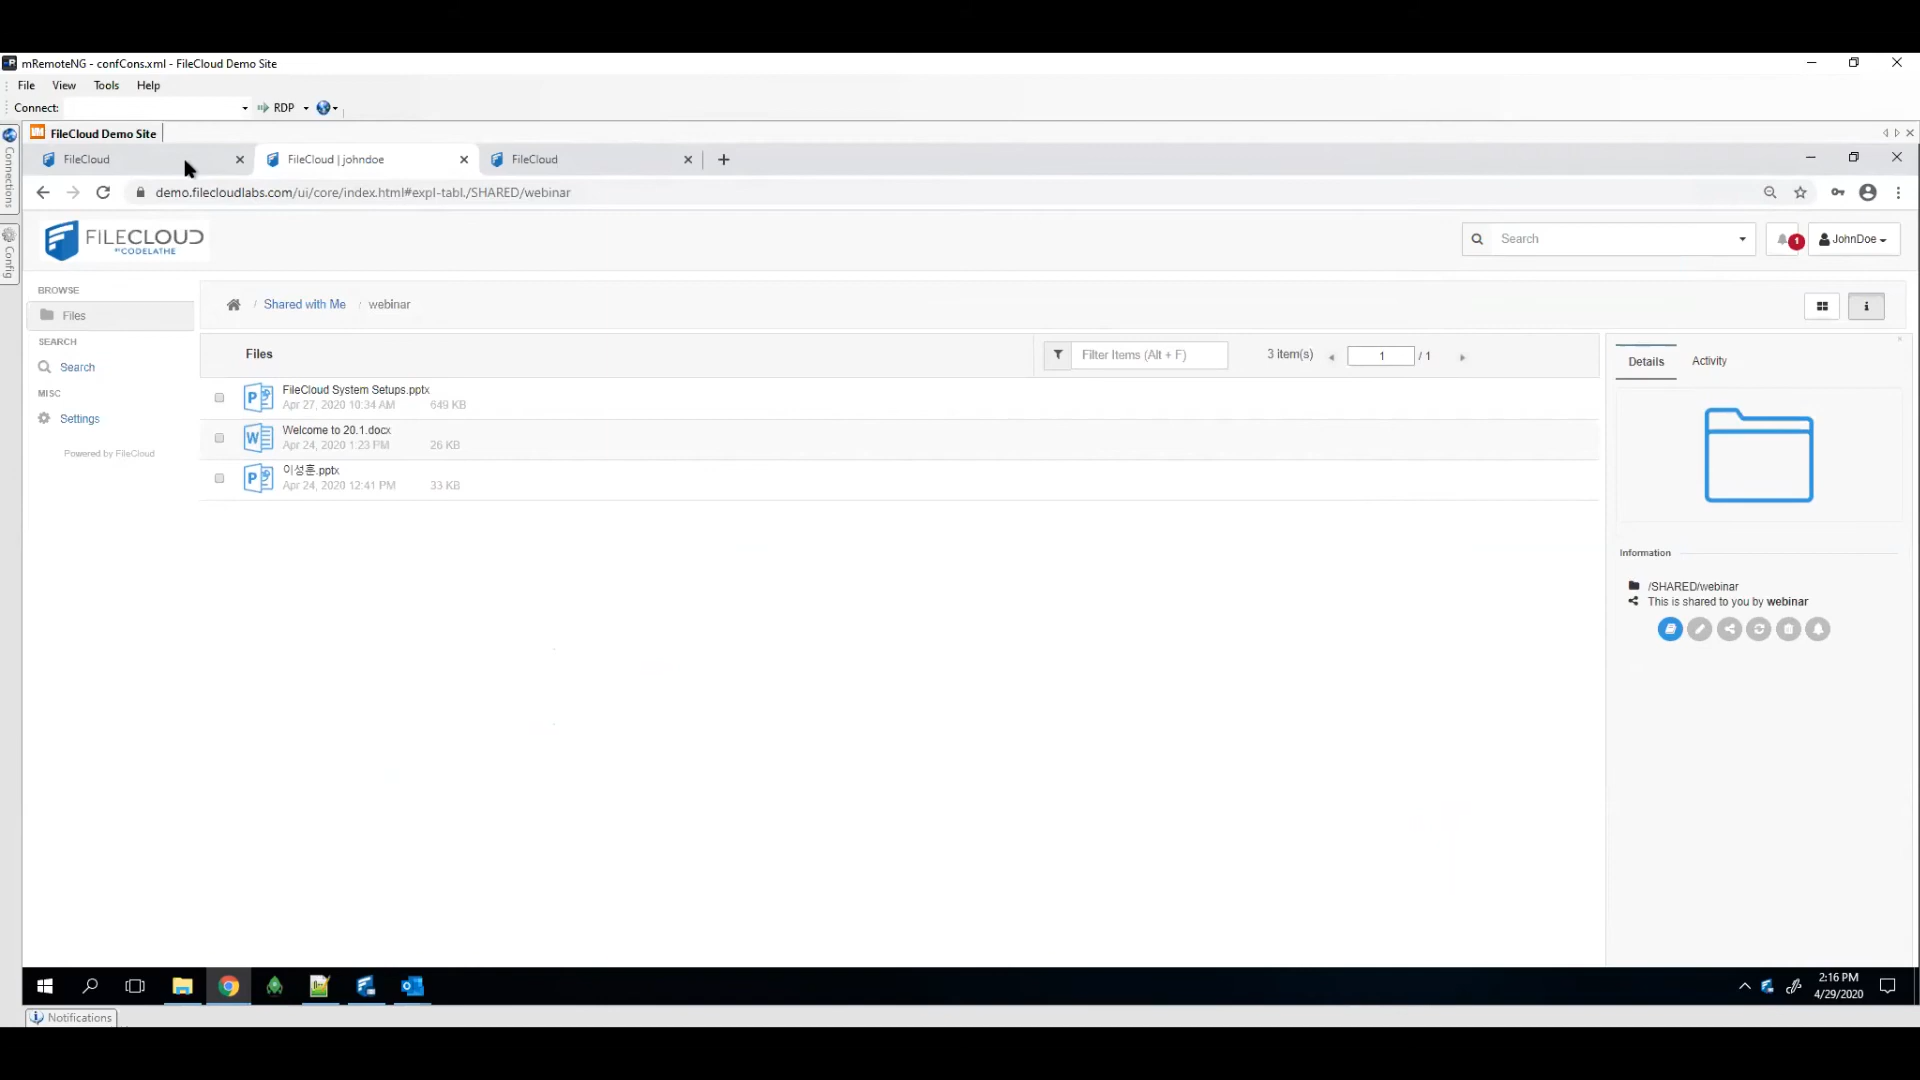 mRemoteNG - confCons.xml - FileCloud Demo Site
File View Tools Help
Connect: RDP
Connections
Config
FileCloud Demo Site
FileCloud
FileCloud | johndoe
FileCloud
demo.filecloudlabs.com/ui/core/index.html#expl-tabl./SHARED/webinar
FILECLOUD
BY CODELATHE
Search
1
JohnDoe
BROWSE
Files
SEARCH
Search
MISC
Settings
Powered by FileCloud
/ Shared with Me / webinar
Files
Filter Items (Alt + F)
3 item(s) 1 / 1
FileCloud System Setups.pptx
Apr 27, 2020 10:34 AM 649 KB
Welcome to 20.1.docx
Apr 24, 2020 1:23 PM 26 KB
이성훈.pptx
Apr 24, 2020 12:41 PM 33 KB
Details Activity
Information
/SHARED/webinar
This is shared to you by webinar
2:16 PM
4/29/2020
Notifications